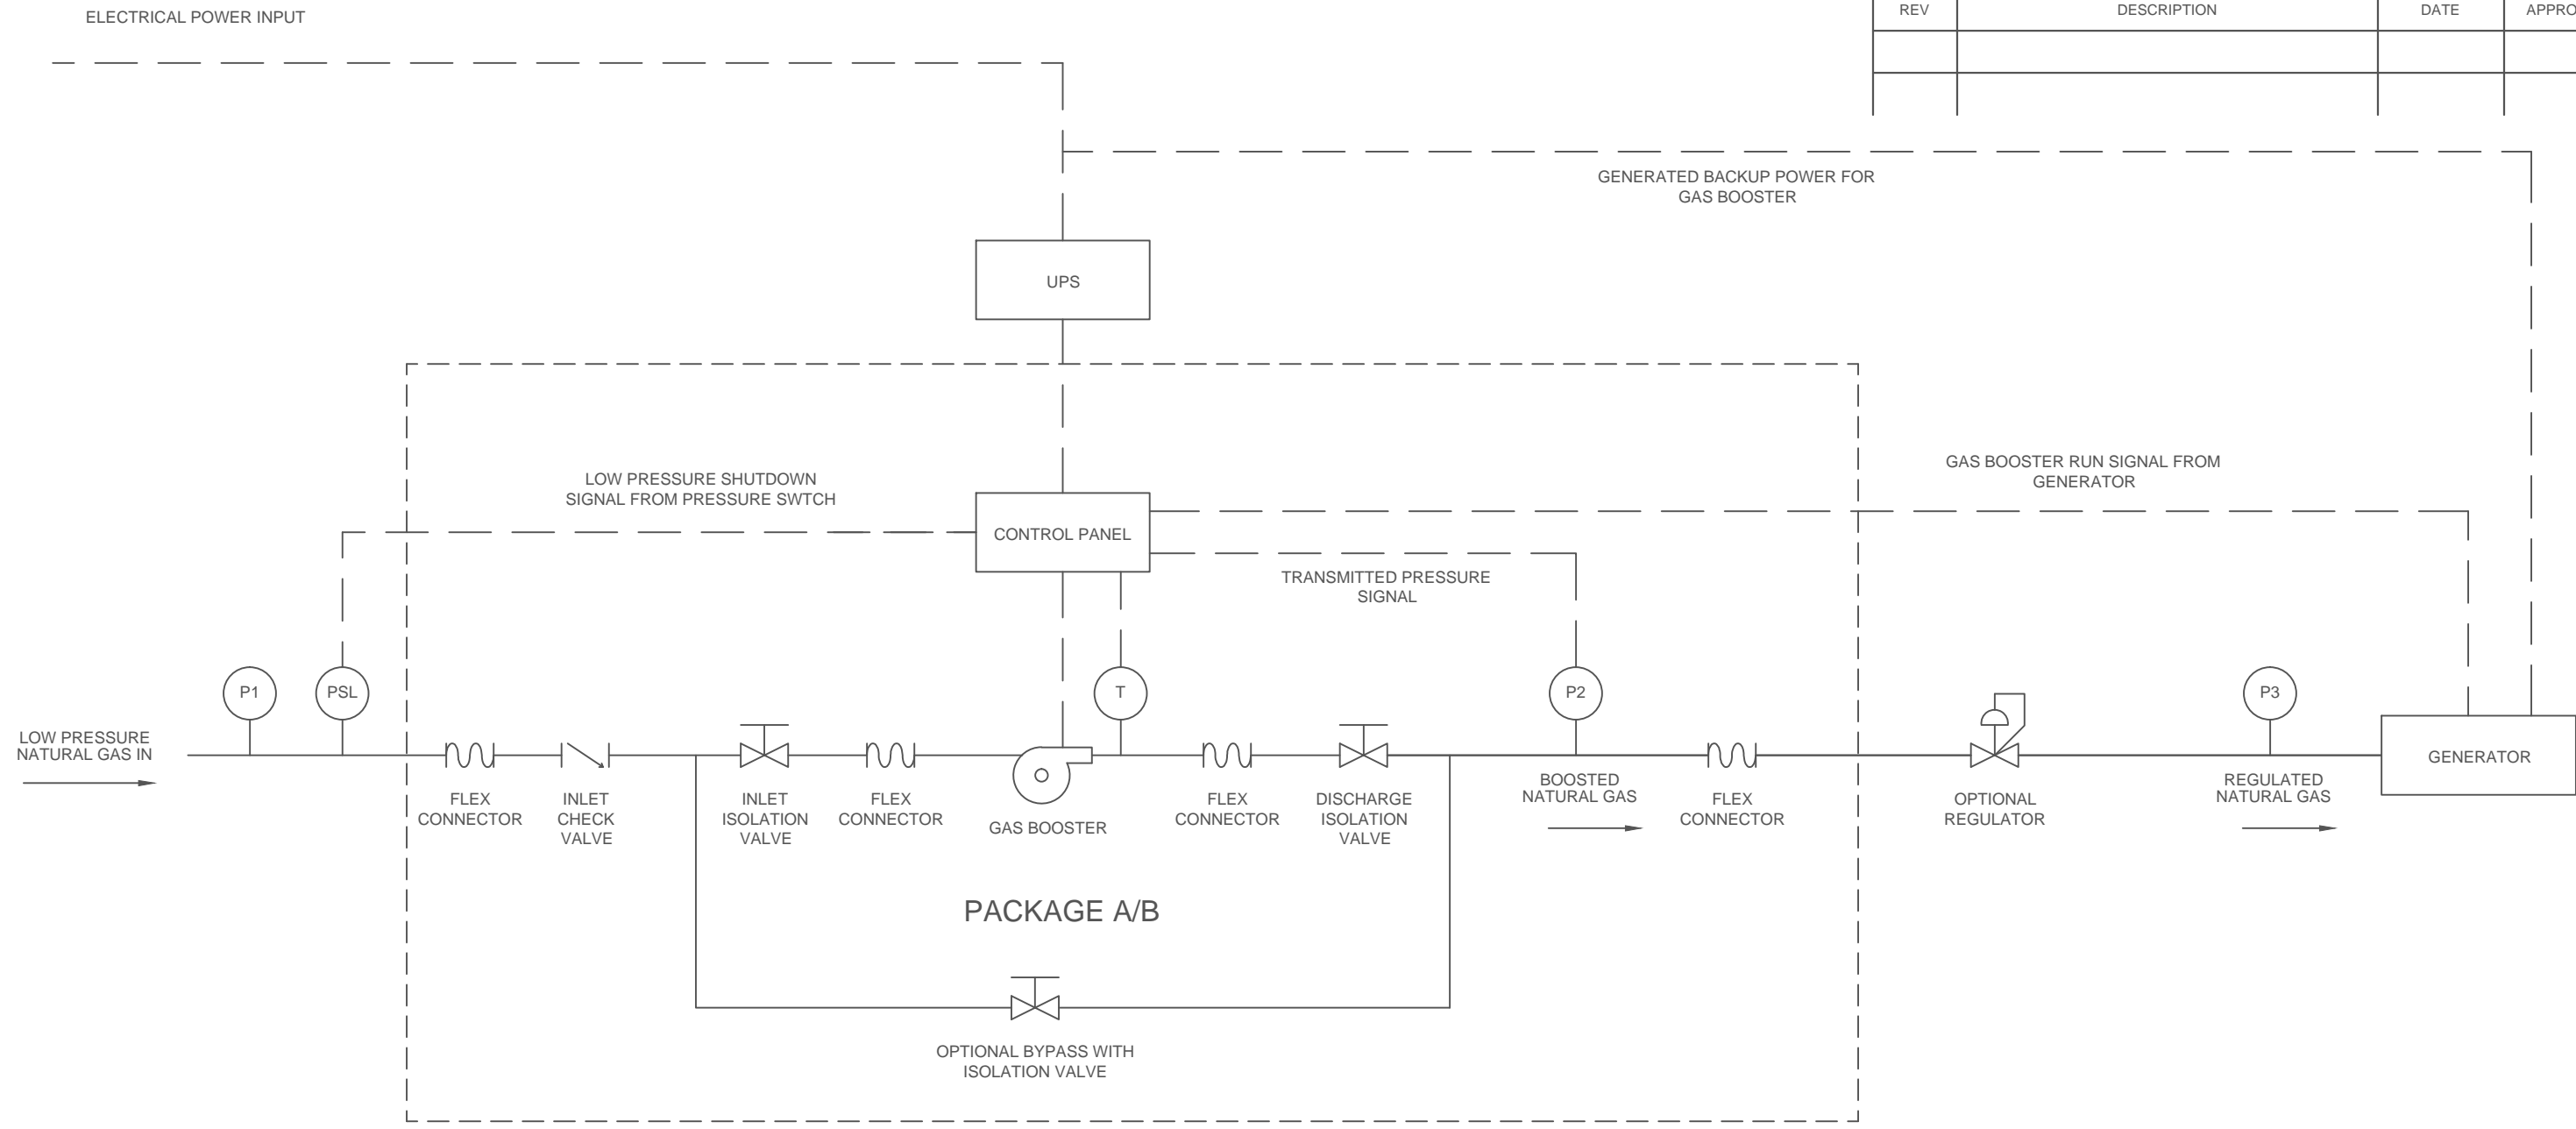 ELECTRICAL POWER INPUT
REV DESCRIPTION DATE APPRO
GENERATED BACKUP POWER FOR
GAS BOOSTER
UPS
LOW PRESSURE SHUTDOWN
SIGNAL FROM PRESSURE SWTCH
CONTROL PANEL
GAS BOOSTER RUN SIGNAL FROM
GENERATOR
TRANSMITTED PRESSURE
SIGNAL
P1
PSL
T
P2
P3
LOW PRESSURE
NATURAL GAS IN
FLEX
CONNECTOR
INLET
CHECK
VALVE
INLET
ISOLATION
VALVE
FLEX
CONNECTOR
GAS BOOSTER
FLEX
CONNECTOR
DISCHARGE
ISOLATION
VALVE
BOOSTED
NATURAL GAS
FLEX
CONNECTOR
OPTIONAL
REGULATOR
REGULATED
NATURAL GAS
GENERATOR
PACKAGE A/B
OPTIONAL BYPASS WITH
ISOLATION VALVE